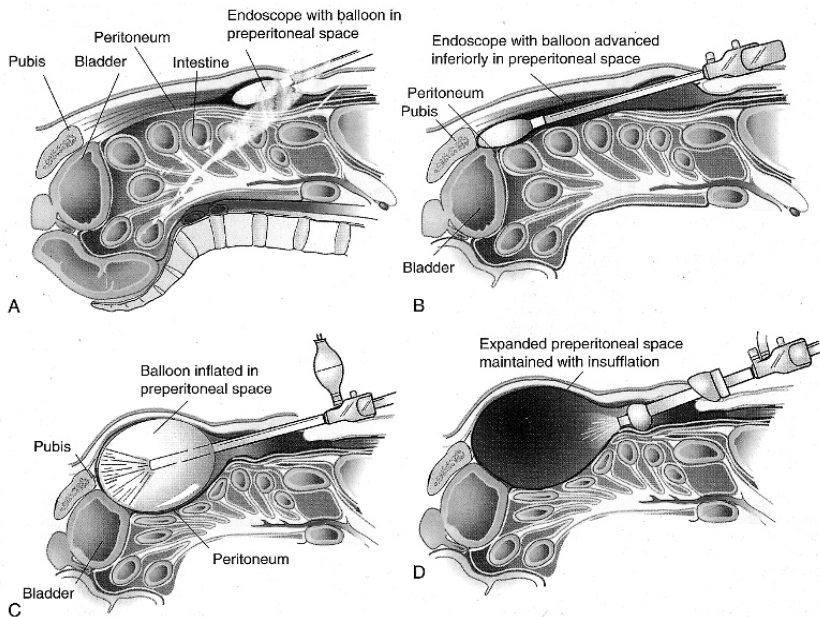 Endoscope with balloon in
preperitoneal space
Peritoneum
Pubis
Bladder
Intestine
A
Endoscope with balloon advanced
inferiorly in preperitoneal space
Peritoneum
Pubis
Bladder
B
Balloon inflated in
preperitoneal space
Pubis
Peritoneum
Bladder
C
Expanded preperitoneal space
maintained with insufflation
D